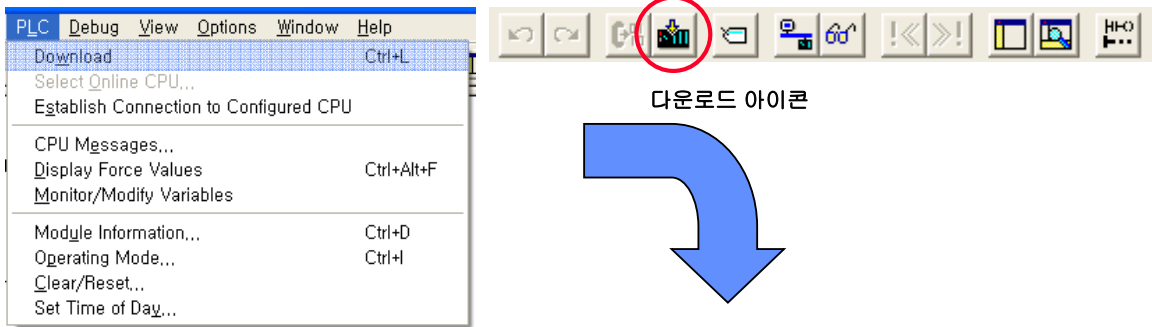 PLC Debug View Options Window Help
Download Ctrl+L
Select Online CPU...
Establish Connection to Configured CPU
CPU Messages...
Display Force Values Ctrl+Alt+F
Monitor/Modify Variables
Module Information... Ctrl+D
Operating Mode... Ctrl+I
Clear/Reset...
Set Time of Day...
다운로드 아이콘